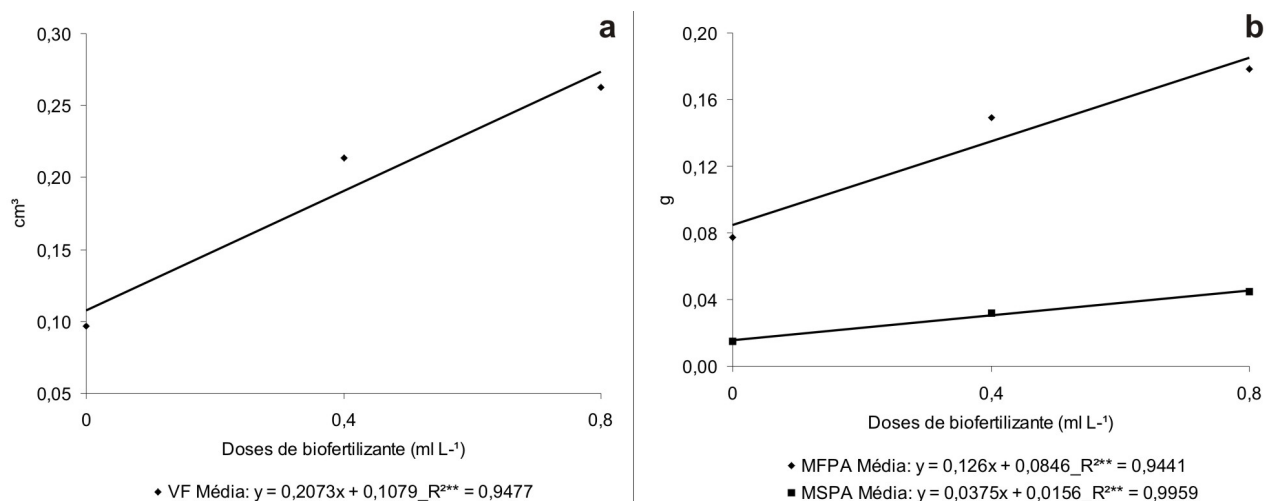 a
0,30
0,25
0,20
0,15
0,10
0,05
cm³
0
0,4
0,8
Doses de biofertilizante (ml L-¹)
VF Média: y = 0,2073x + 0,1079_R²** = 0,9477
b
0,20
0,16
0,12
0,08
0,04
0,00
g
0
0,4
0,8
Doses de biofertilizante (ml L-¹)
MFPA Média: y = 0,126x + 0,0846_R²** = 0,9441
MSPA Média: y = 0,0375x + 0,0156_R²** = 0,9959